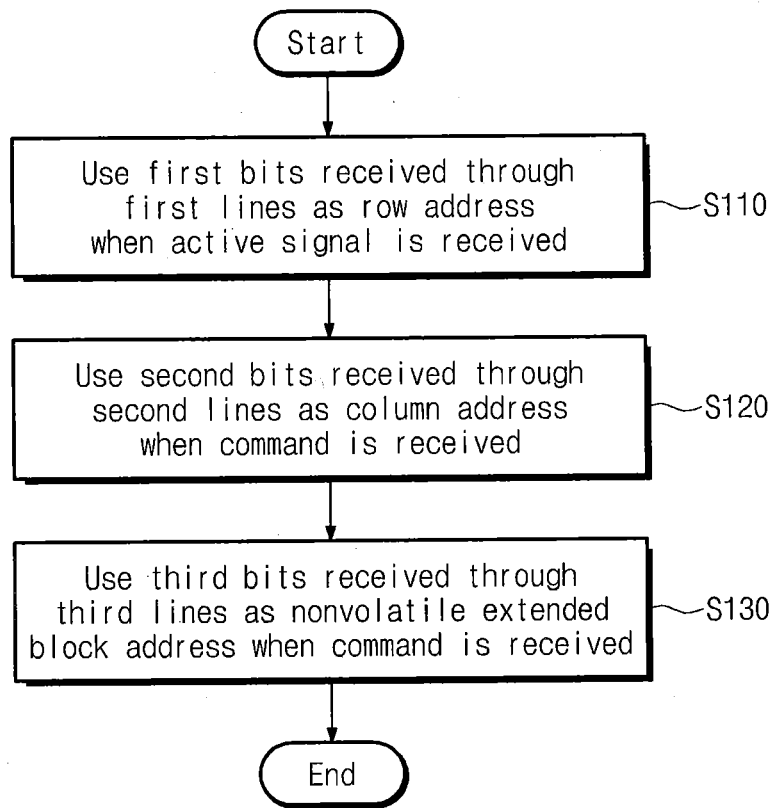 Start
Use first bits received through
first lines as row address
when active signal is received
S110
Use second bits received through
second lines as column address
when command is received
S120
Use third bits received through
third lines as nonvolatile extended
block address when command is received
S130
End